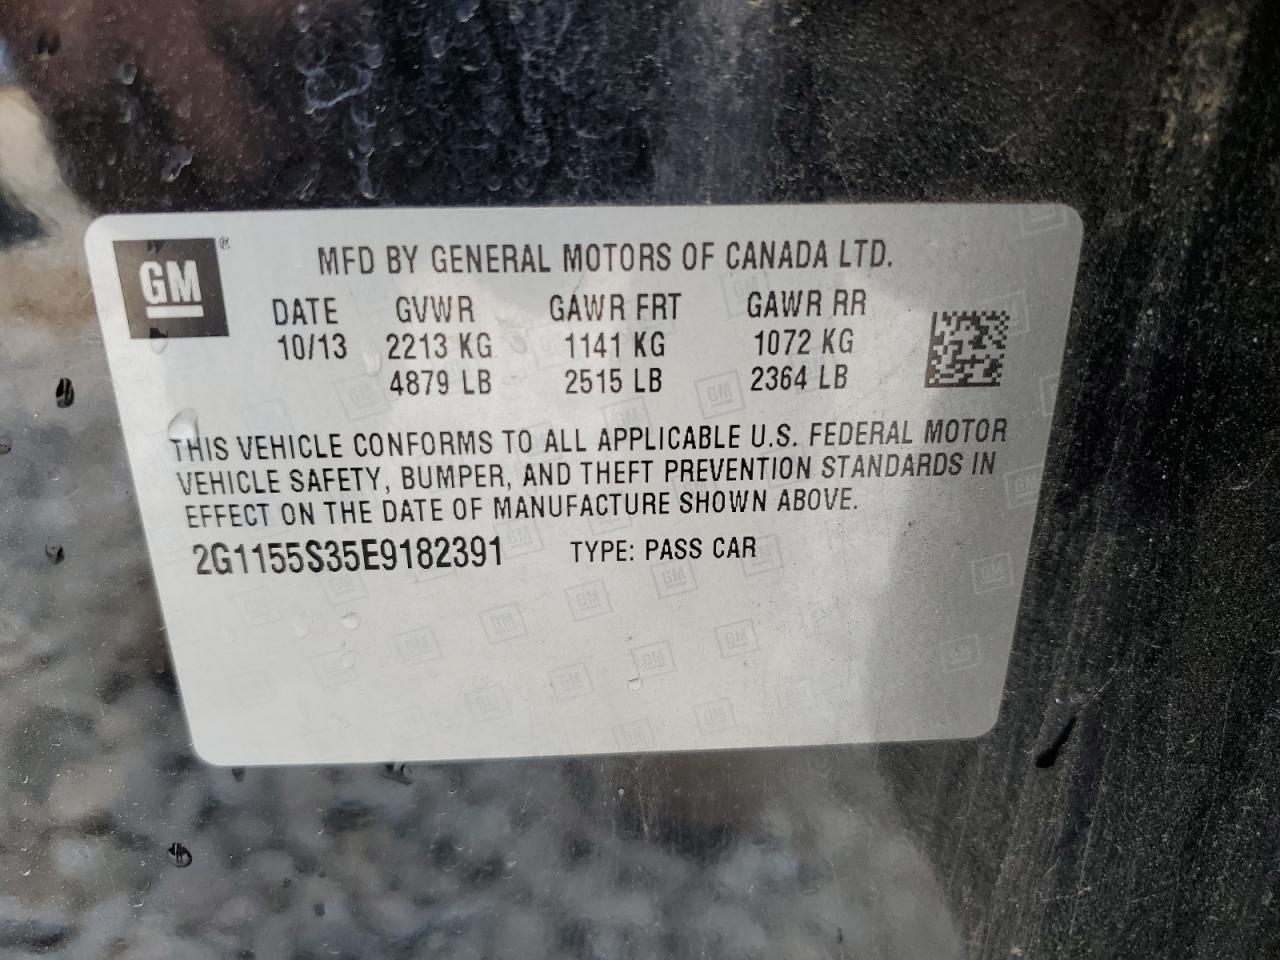 GM®
MFD BY GENERAL MOTORS OF CANADA LTD.
DATE GVWR GAWR FRT GAWR RR
10/13 2213 KG 1141 KG 1072 KG
4879 LB 2515 LB 2364 LB
THIS VEHICLE CONFORMS TO ALL APPLICABLE U.S. FEDERAL MOTOR
VEHICLE SAFETY, BUMPER, AND THEFT PREVENTION STANDARDS IN
EFFECT ON THE DATE OF MANUFACTURE SHOWN ABOVE.
2G1155S35E9182391 TYPE: PASS CAR